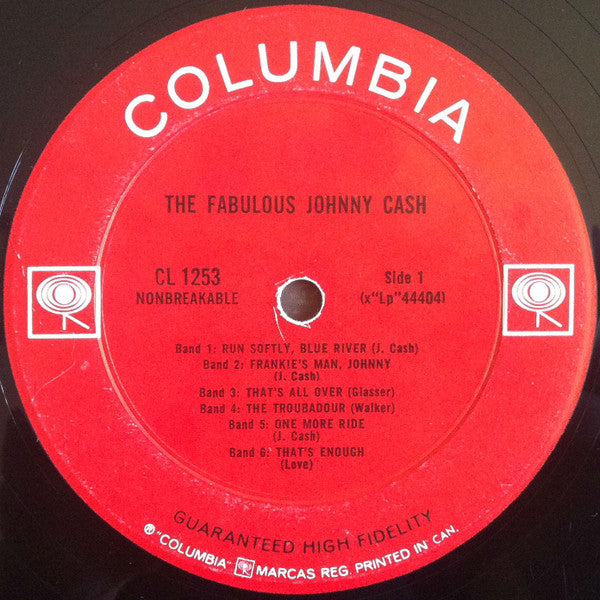 COLUMBIA
THE FABULOUS JOHNNY CASH
CL 1253
NONBREAKABLE
Side 1
(x"Lp"44404)
Band 1: RUN SOFTLY, BLUE RIVER (J. Cash)
Band 2: FRANKIE'S MAN, JOHNNY
(J. Cash)
Band 3: THAT'S ALL OVER (Glasser)
Band 4: THE TROUBADOUR (Walker)
Band 5: ONE MORE RIDE
(J. Cash)
Band 6: THAT'S ENOUGH
(Love)
GUARANTEED HIGH FIDELITY
® "COLUMBIA" MARCAS REG. PRINTED IN CAN.